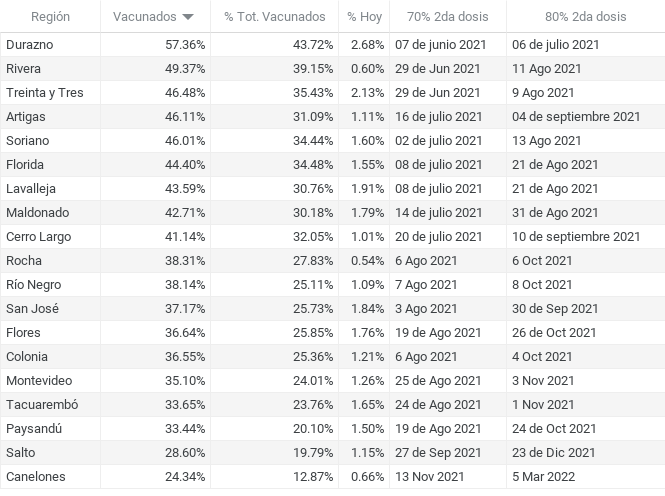 Región Vacunados % Tot. Vacunados % Hoy 70% 2da dosis 80% 2da dosis
Durazno 57.36% 43.72% 2.68% 07 de junio 2021 06 de julio 2021
Rivera 49.37% 39.15% 0.60% 29 de Jun 2021 11 Ago 2021
Treinta y Tres 46.48% 35.43% 2.13% 29 de Jun 2021 9 Ago 2021
Artigas 46.11% 31.09% 1.11% 16 de julio 2021 04 de septiembre 2021
Soriano 46.01% 34.44% 1.60% 02 de julio 2021 13 Ago 2021
Florida 44.40% 34.48% 1.55% 08 de julio 2021 21 de Ago 2021
Lavalleja 43.59% 30.76% 1.91% 08 de julio 2021 21 de Ago 2021
Maldonado 42.71% 30.18% 1.79% 14 de julio 2021 31 de Ago 2021
Cerro Largo 41.14% 32.05% 1.01% 20 de julio 2021 10 de septiembre 2021
Rocha 38.31% 27.83% 0.54% 6 Ago 2021 6 Oct 2021
Río Negro 38.14% 25.11% 1.09% 7 Ago 2021 8 Oct 2021
San José 37.17% 25.73% 1.84% 3 Ago 2021 30 de Sep 2021
Flores 36.64% 25.85% 1.76% 19 de Ago 2021 26 de Oct 2021
Colonia 36.55% 25.36% 1.21% 6 Ago 2021 4 Oct 2021
Montevideo 35.10% 24.01% 1.26% 25 de Ago 2021 3 Nov 2021
Tacuarembó 33.65% 23.76% 1.65% 24 de Ago 2021 1 Nov 2021
Paysandú 33.44% 20.10% 1.50% 19 de Ago 2021 24 de Oct 2021
Salto 28.60% 19.79% 1.15% 27 de Sep 2021 23 de Dic 2021
Canelones 24.34% 12.87% 0.66% 13 Nov 2021 5 Mar 2022